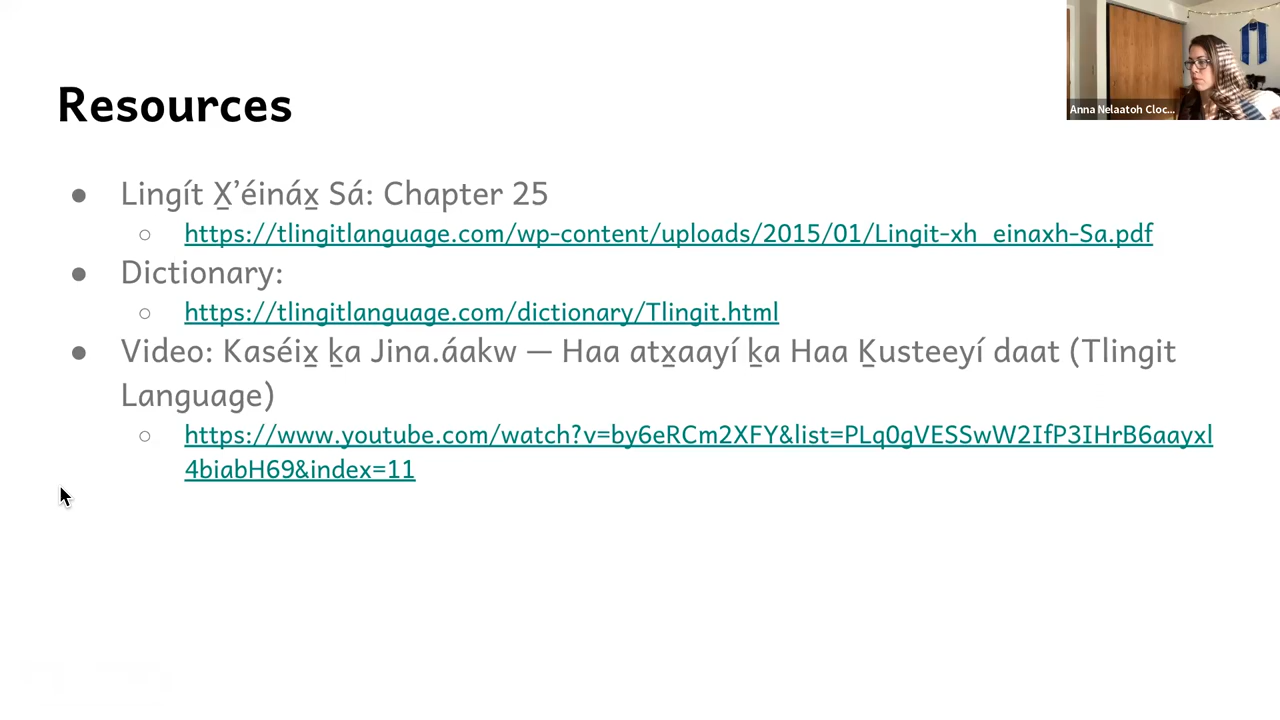 Anna Nelaatoh Cloc...
Resources
● Lingít X̲’éináx̲ Sá: Chapter 25
○ https://tlingitlanguage.com/wp-content/uploads/2015/01/Lingit-xh_einaxh-Sa.pdf
● Dictionary:
○ https://tlingitlanguage.com/dictionary/Tlingit.html
● Video: Kaséix̲ ḵa Jina.áakw — Haa atx̲aayí ḵa Haa Ḵusteeyí daat (Tlingit
Language)
○ https://www.youtube.com/watch?v=by6eRCm2XFY&list=PLq0gVESSwW2IfP3IHrB6aayxl
4biabH69&index=11